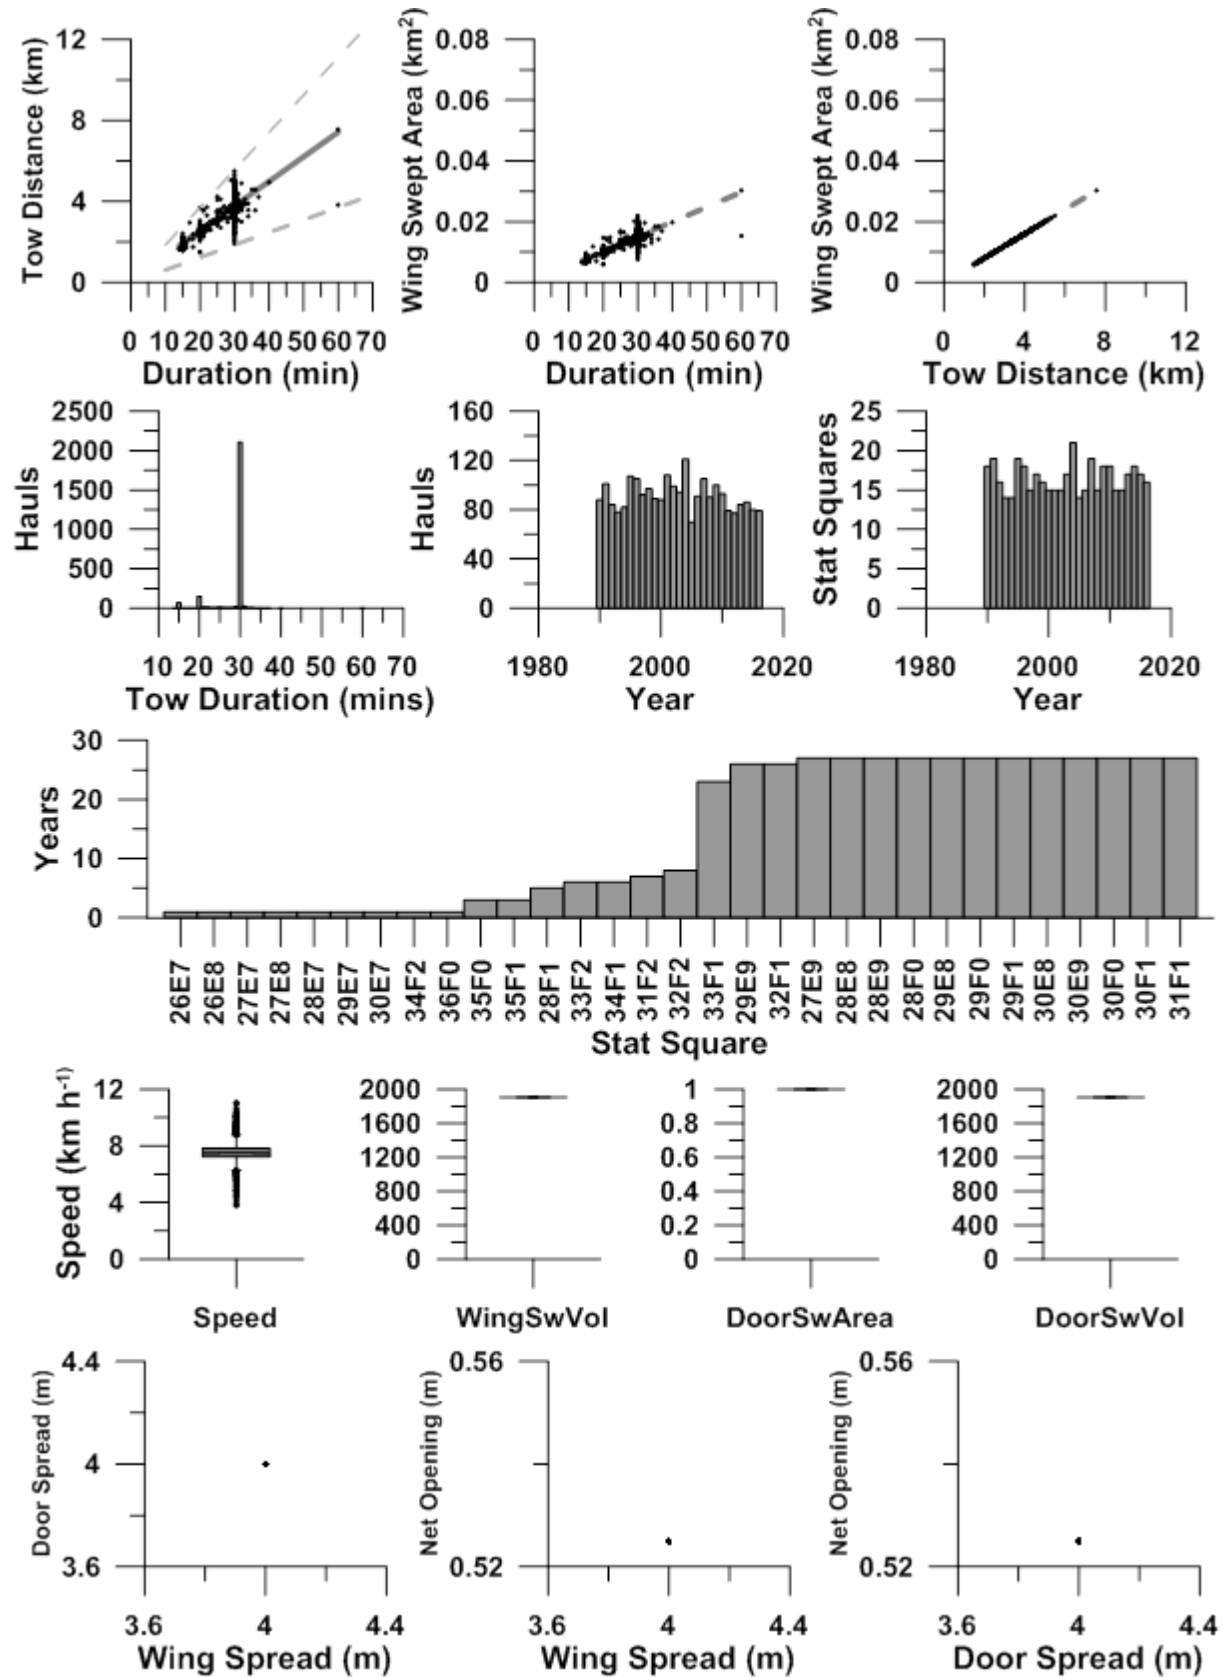 Tow Distance (km)
12
8
4
0
0 10 20 30 40 50 60 70
Duration (min)
Wing Swept Area (km²)
0.08
0.06
0.04
0.02
0
0 10 20 30 40 50 60 70
Duration (min)
Wing Swept Area (km²)
0.08
0.06
0.04
0.02
0
0 4 8 12
Tow Distance (km)
Hauls
2500
2000
1500
1000
500
0
10 20 30 40 50 60 70
Tow Duration (mins)
Hauls
160
120
80
40
0
1980 2000 2020
Year
Stat Squares
25
20
15
10
5
0
1980 2000 2020
Year
Years
30
20
10
0
26E7 26E8 27E7 27E8 28E7 29E7 30E7 34F2 36F0 35F0 35F1 28F1 33F2 34F1 31F2 32F2 33F1 29E9 32F1 27E9 28E8 28E9 28F0 29E8 29F0 29F1 30E8 30E9 30F0 30F1 31F1
Stat Square
Speed (km h⁻¹)
12
8
4
0
Speed
2000
1600
1200
800
400
0
WingSwVol
1
0.8
0.6
0.4
0.2
0
DoorSwArea
2000
1600
1200
800
400
0
DoorSwVol
Door Spread (m)
4.4
4
3.6
3.6 4 4.4
Wing Spread (m)
Net Opening (m)
0.56
0.52
3.6 4 4.4
Wing Spread (m)
Net Opening (m)
0.56
0.52
3.6 4 4.4
Door Spread (m)